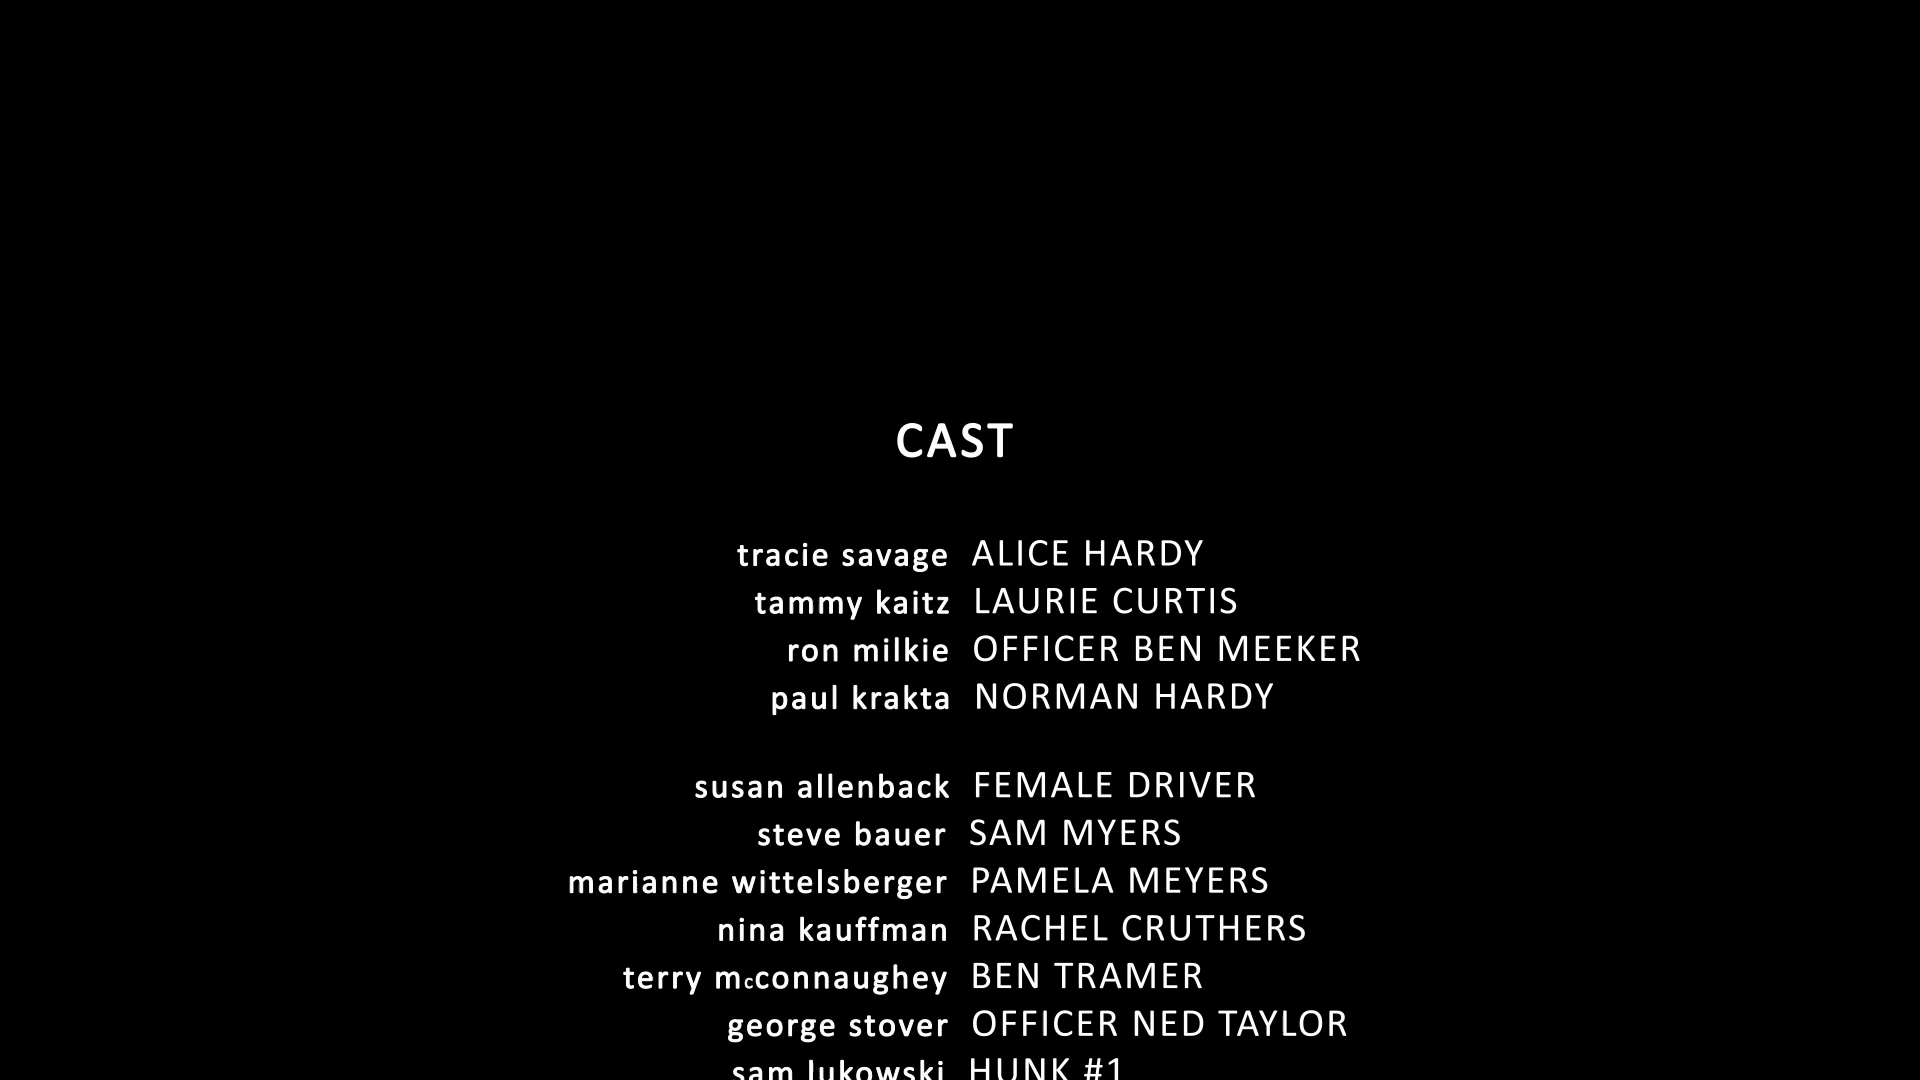 CAST
tracie savage ALICE HARDY
tammy kaitz LAURIE CURTIS
ron milkie OFFICER BEN MEEKER
paul krakta NORMAN HARDY
susan allenback FEMALE DRIVER
steve bauer SAM MYERS
marianne wittelsberger PAMELA MEYERS
nina kauffman RACHEL CRUTHERS
terry mcconnaughey BEN TRAMER
george stover OFFICER NED TAYLOR
sam lukowski HUNK #1